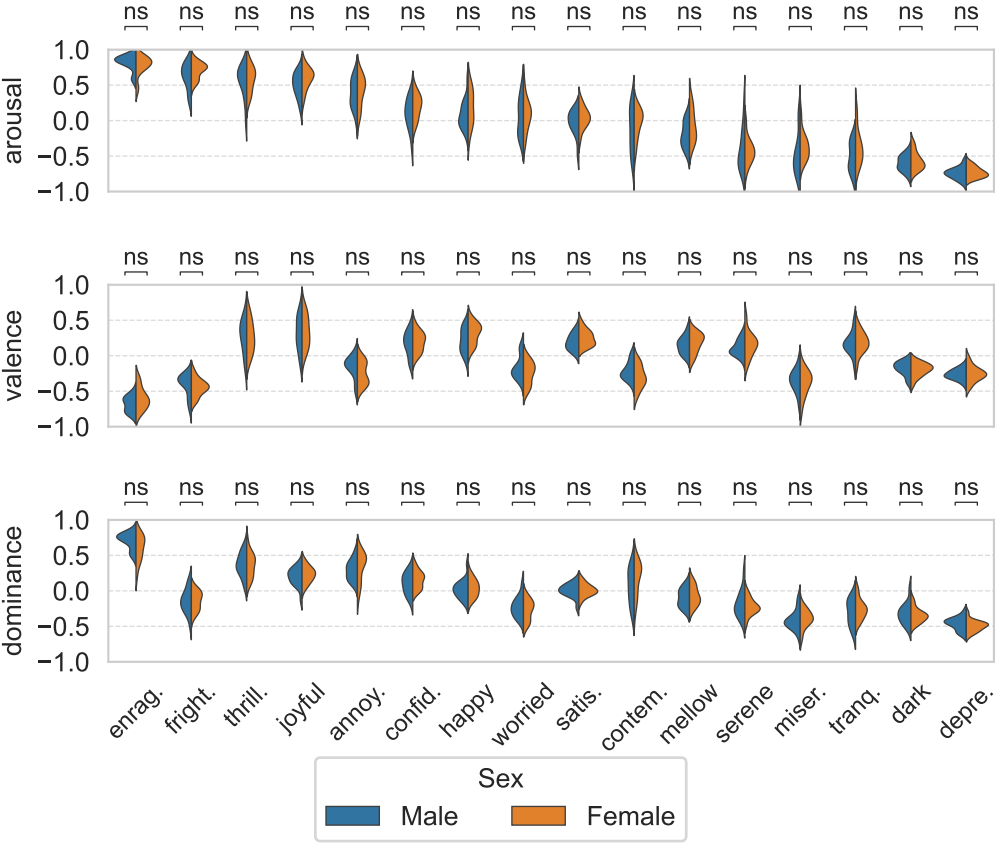 ns ns ns ns ns ns ns ns ns ns ns ns ns ns ns ns
arousal
1.0
0.5
0.0
−0.5
−1.0
ns ns ns ns ns ns ns ns ns ns ns ns ns ns ns ns
valence
1.0
0.5
0.0
−0.5
−1.0
ns ns ns ns ns ns ns ns ns ns ns ns ns ns ns ns
dominance
1.0
0.5
0.0
−0.5
−1.0
enrag. fright. thrill. joyful annoy. confid. happy worried satis. contem. mellow serene miser. tranq. dark depre.
Sex
Male Female